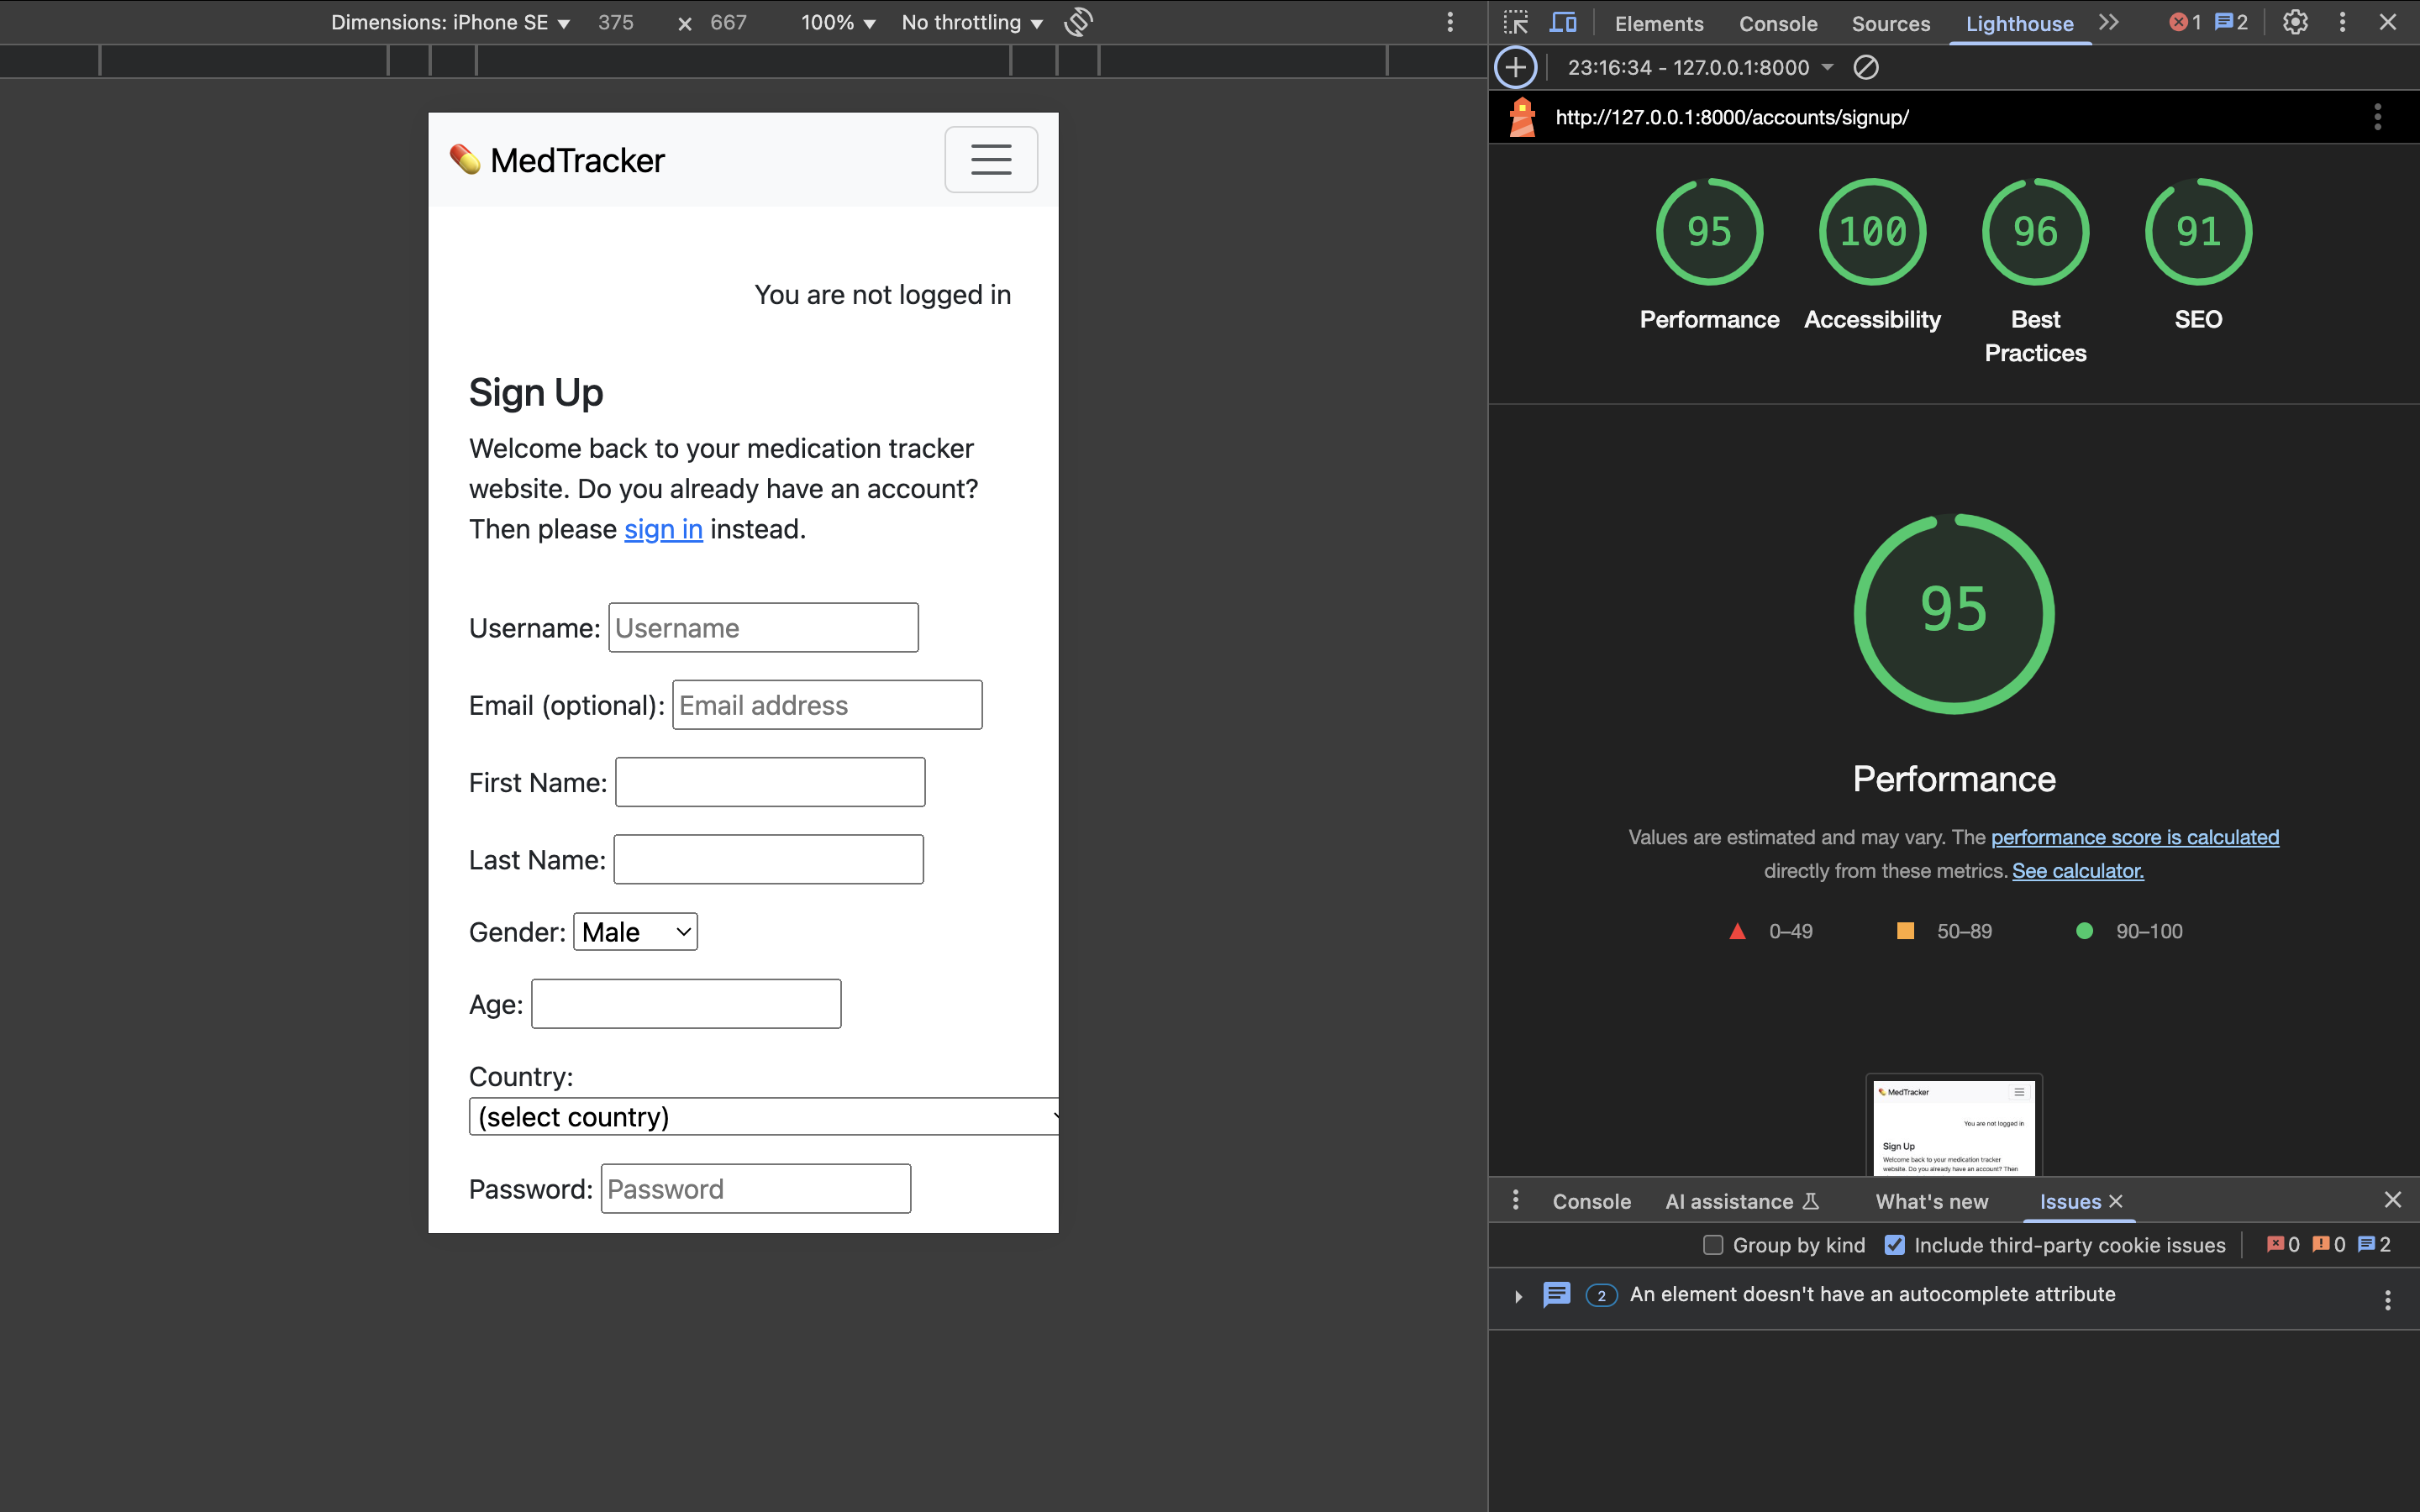 Dimensions: iPhone SE 375 × 667 100% No throttling
💊 MedTracker
You are not logged in
Sign Up
Welcome back to your medication tracker
website. Do you already have an account?
Then please sign in instead.
Username: Username
Email (optional): Email address
First Name:
Last Name:
Gender: Male
Age:
Country:
(select country)
Password: Password
Elements Console Sources Lighthouse 1 2
23:16:34 - 127.0.0.1:8000
http://127.0.0.1:8000/accounts/signup/
95 100 96 91
Performance Accessibility Best Practices SEO
95
Performance
Values are estimated and may vary. The performance score is calculated
directly from these metrics. See calculator.
0–49 50–89 90–100
MedTracker
You are not logged in
Sign Up
Welcome back to your medication tracker
website. Do you already have an account? Then
Console AI assistance What's new Issues
Group by kind Include third-party cookie issues 0 0 2
2 An element doesn't have an autocomplete attribute